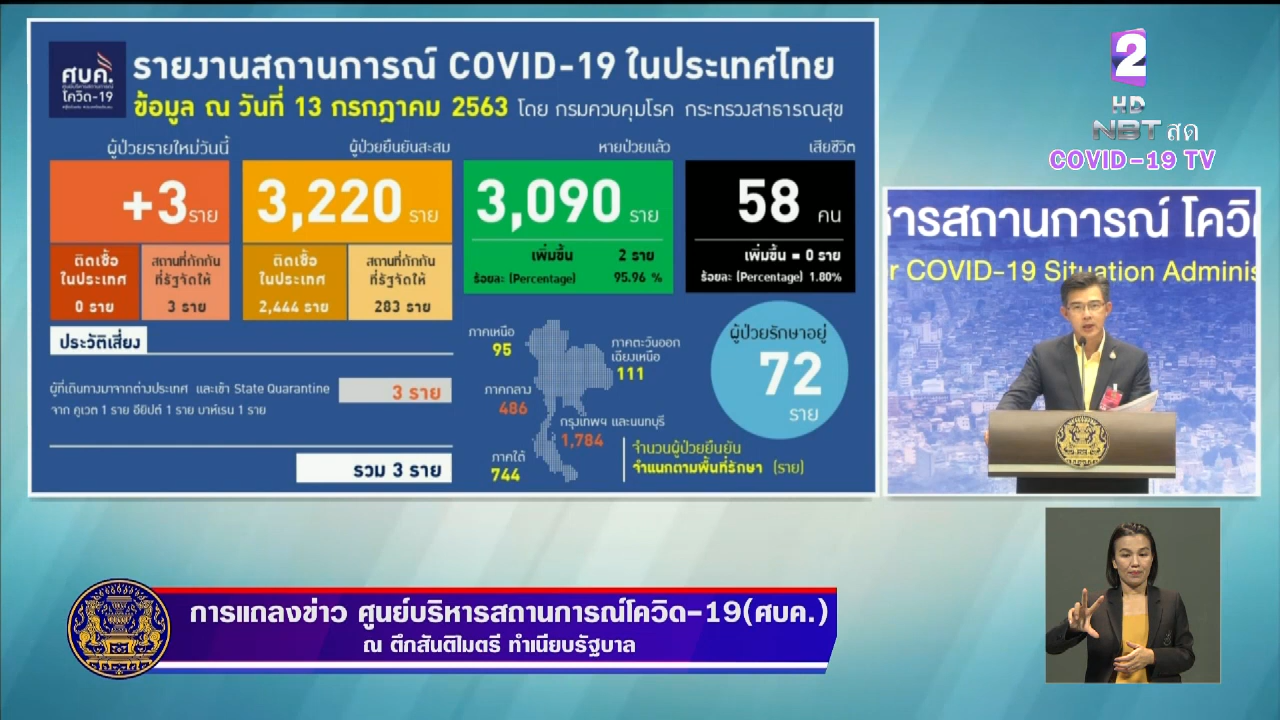 ศบค.
โควิด-19
รายงานสถานการณ์ COVID-19 ในประเทศไทย
ข้อมูล ณ วันที่ 13 กรกฎาคม 2563 โดย กรมควบคุมโรค กระทรวงสาธารณสุข
ผู้ป่วยรายใหม่วันนี้
+3 ราย
ติดเชื้อ
ในประเทศ
0 ราย
สถานที่กักกัน
ที่รัฐจัดให้
3 ราย
ผู้ป่วยยืนยันสะสม
3,220 ราย
ติดเชื้อ
ในประเทศ
2,444 ราย
สถานที่กักกัน
ที่รัฐจัดให้
283 ราย
หายป่วยแล้ว
3,090 ราย
เพิ่มขึ้น 2 ราย
ร้อยละ (Percentage) 95.96 %
เสียชีวิต
58 คน
เพิ่มขึ้น = 0 ราย
ร้อยละ (Percentage) 1.80%
ประวัติเสี่ยง
ผู้ที่เดินทางมาจากต่างประเทศ และเข้า State Quarantine 3 ราย
จาก คูเวต 1 ราย อียิปต์ 1 ราย บาห์เรน 1 ราย
รวม 3 ราย
ภาคเหนือ
95
ภาคตะวันออก
เฉียงเหนือ
111
ภาคกลาง
486
กรุงเทพฯ และนนทบุรี
1,784
ภาคใต้
744
ผู้ป่วยรักษาอยู่
72
ราย
จำนวนผู้ป่วยยืนยัน
จำแนกตามพื้นที่รักษา (ราย)
2
HD
NBT สด
COVID-19 TV
หารสถานการณ์ โควิ
r COVID-19 Situation Adminis
การแถลงข่าว ศูนย์บริหารสถานการณ์โควิด-19(ศบค.)
ณ ตึกสันติไมตรี ทำเนียบรัฐบาล